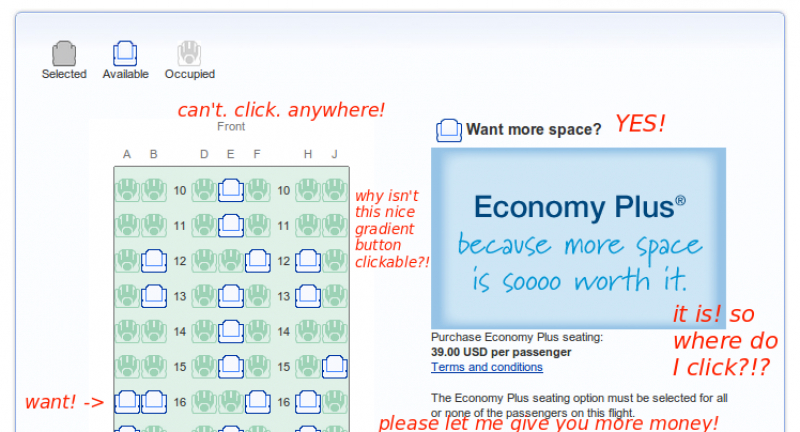 Selected Available Occupied
can't. click. anywhere!
Front
A B D E F H J
10 10
11 11
12 12
13 13
14 14
15 15
16 16
want! ->
why isn't
this nice
gradient
button
clickable?!
Want more space? YES!
Economy Plus®
because more space
is soooo worth it.
it is! so
where do
I click?!?
Purchase Economy Plus seating:
39.00 USD per passenger
Terms and conditions
The Economy Plus seating option must be selected for all
or none of the passengers on this flight.
please let me give you more money!